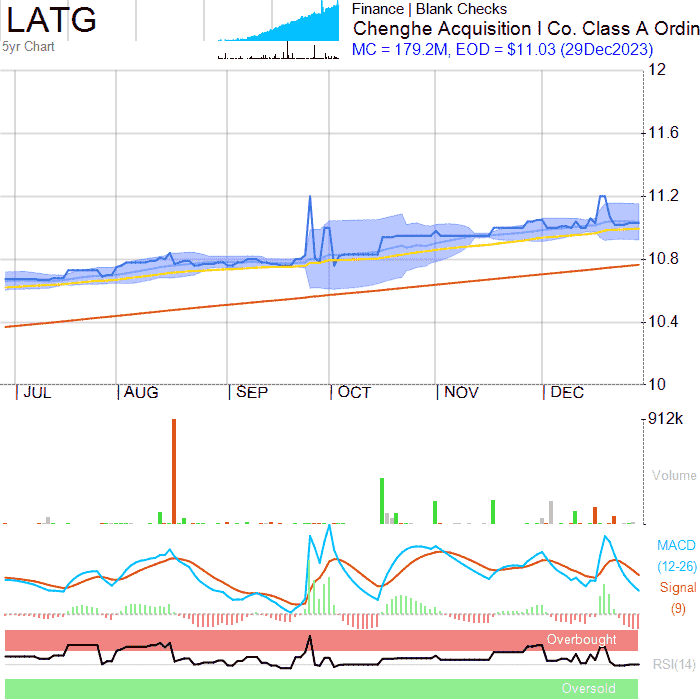 LATG
5yr Chart
Finance | Blank Checks
Chenghe Acquisition I Co. Class A Ordin
MC = 179.2M, EOD = $11.03 (29Dec2023)
12
11.6
11.2
10.8
10.4
10
JUL AUG SEP OCT NOV DEC
912k
Volume
MACD
(12-26)
Signal
(9)
Overbought
RSI(14)
Oversold